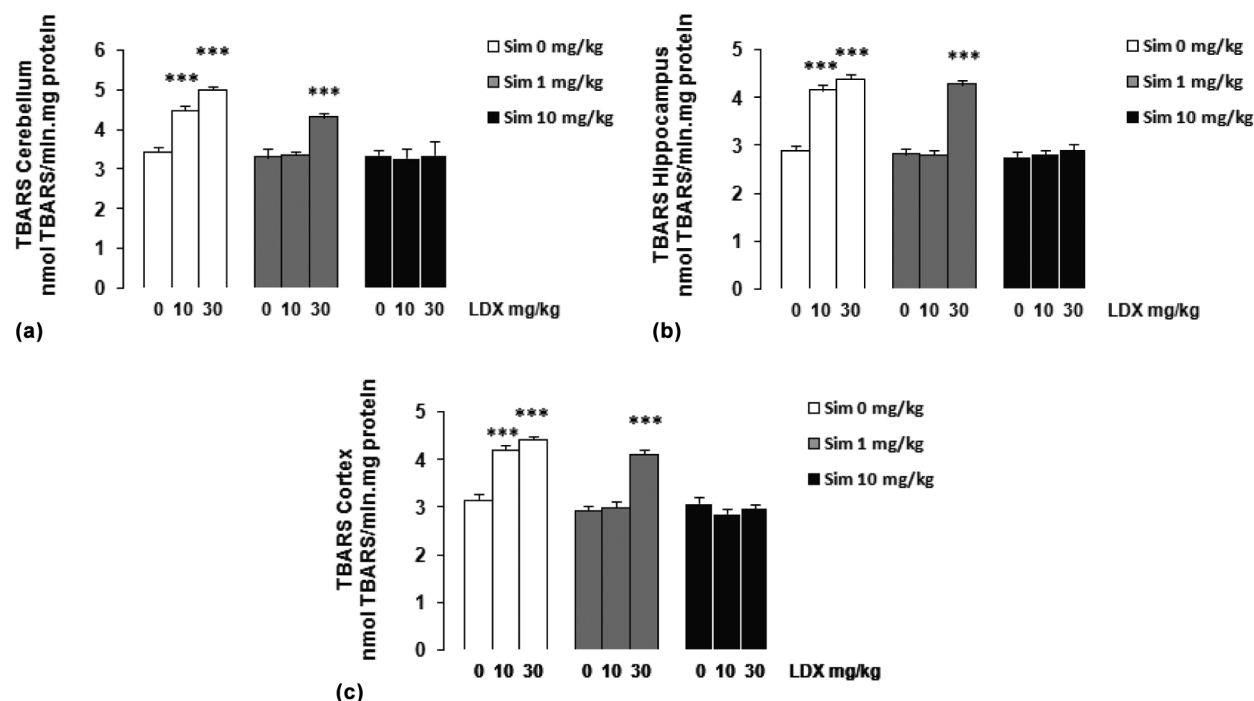 TBARS Cerebellum
nmol TBARS/mIn.mg protein
6
5
4
3
2
1
0
***
***
***
0 10 30
0 10 30
0 10 30
LDX mg/kg
Sim 0 mg/kg
Sim 1 mg/kg
Sim 10 mg/kg
(a)
TBARS Hippocampus
nmol TBARS/mIn.mg protein
5
4
3
2
1
0
***
***
***
0 10 30
0 10 30
0 10 30
LDX mg/kg
Sim 0 mg/kg
Sim 1 mg/kg
Sim 10 mg/kg
(b)
TBARS Cortex
nmol TBARS/mIn.mg protein
5
4
3
2
1
0
***
***
***
0 10 30
0 10 30
0 10 30
LDX mg/kg
Sim 0 mg/kg
Sim 1 mg/kg
Sim 10 mg/kg
(c)